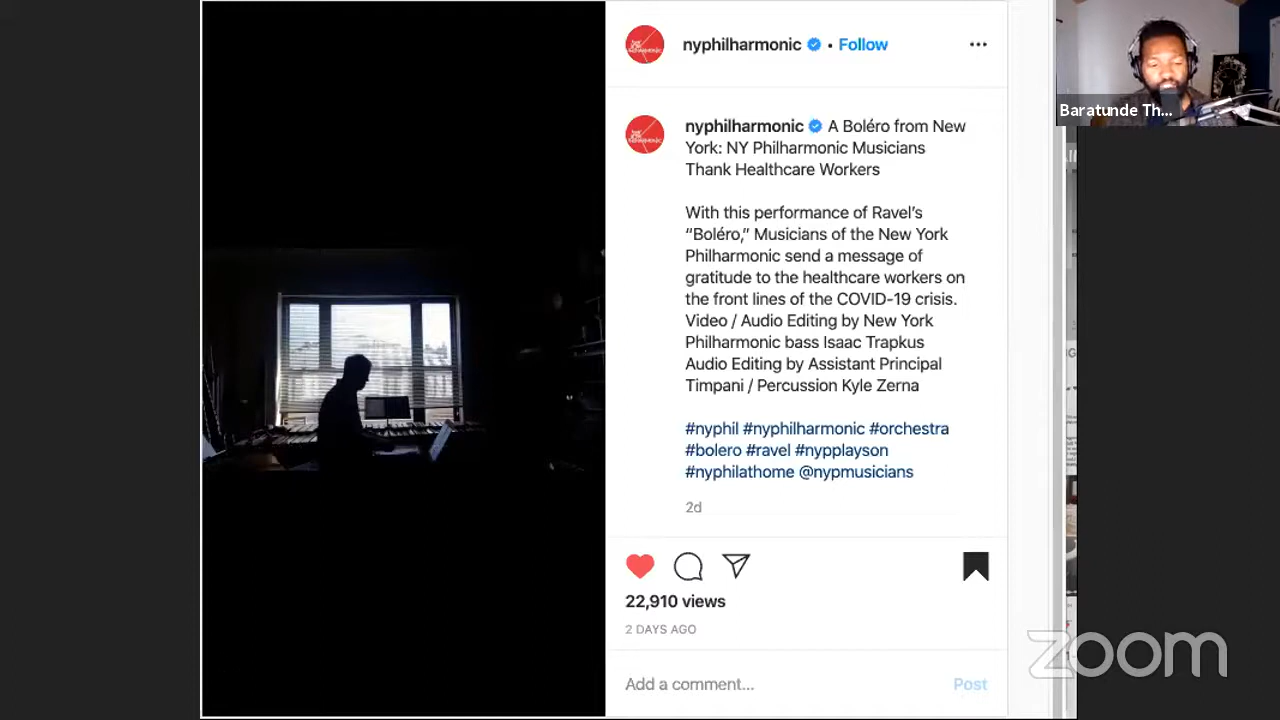 nyphilharmonic • Follow
nyphilharmonic A Boléro from New
York: NY Philharmonic Musicians
Thank Healthcare Workers
With this performance of Ravel’s
“Boléro,” Musicians of the New York
Philharmonic send a message of
gratitude to the healthcare workers on
the front lines of the COVID-19 crisis.
Video / Audio Editing by New York
Philharmonic bass Isaac Trapkus
Audio Editing by Assistant Principal
Timpani / Percussion Kyle Zerna
#nyphil #nyphilharmonic #orchestra
#bolero #ravel #nypplayson
#nyphilathome @nypmusicians
2d
22,910 views
2 DAYS AGO
Add a comment... Post
Baratunde Th...
zoom